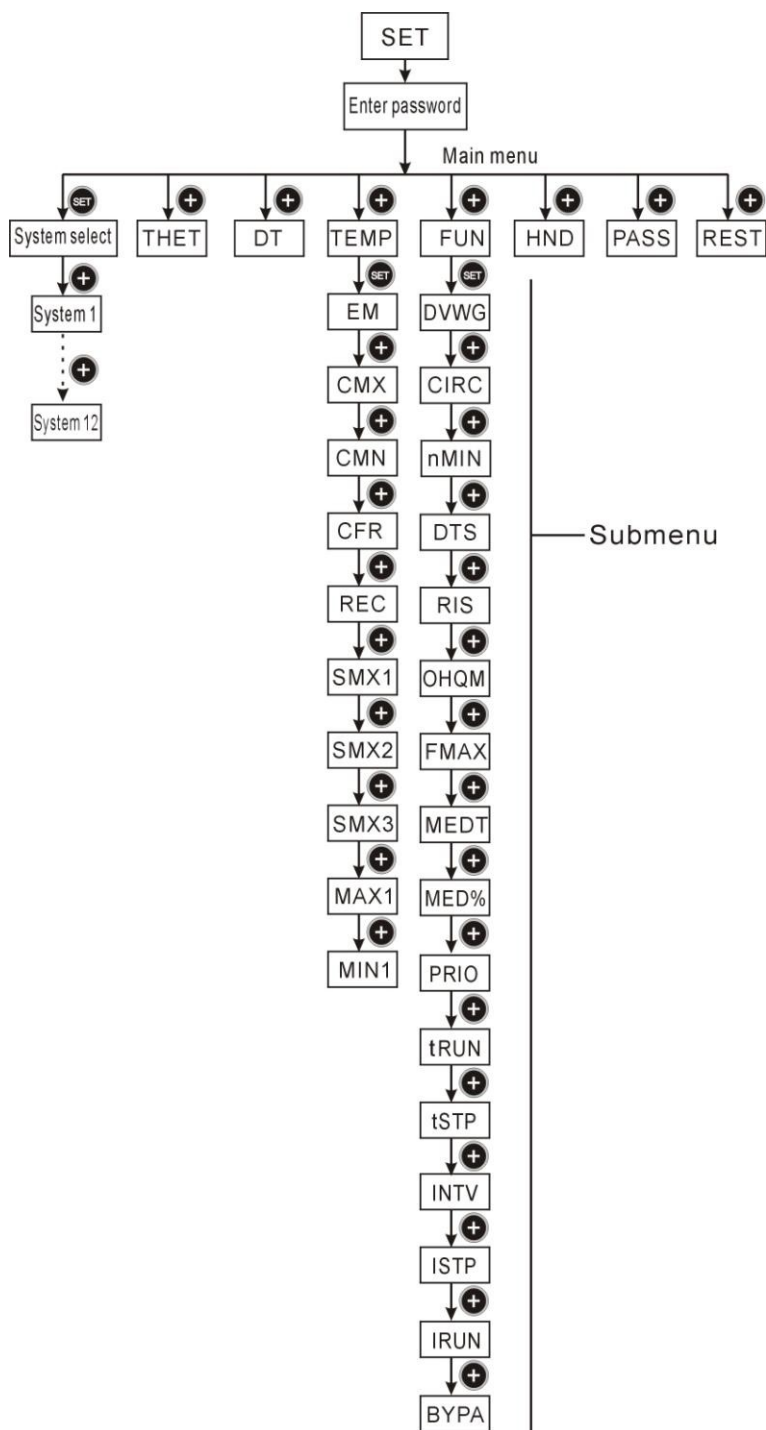 SET
Enter password
Main menu
SET + + + + + + +
System select THET DT TEMP FUN HND PASS REST
+ SET SET
System 1 EM DVWG
+ + +
System 12 CMX CIRC
+ +
CMN nMIN
+ +
CFR DTS
Submenu
+ +
REC RIS
+ +
SMX1 OHQM
+ +
SMX2 FMAX
+ +
SMX3 MEDT
+ +
MAX1 MED%
+ +
MIN1 PRIO
+
tRUN
+
tSTP
+
INTV
+
ISTP
+
IRUN
+
BYPA